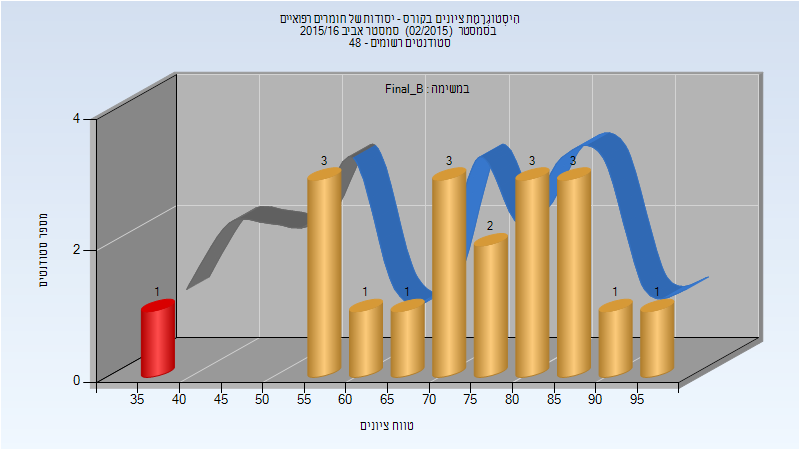 הִיסְטוֹגְרָמַת ציונים בקורס - יסודות של חומרים רפואיים
בסמסטר (02/2015) סמסטר אביב 2015/16
סטודנטים רשומים - 48
במשימה : Final_B
מספר סטודנטים
4
2
0
1
3
1
1
3
2
3
3
1
1
35 40 45 50 55 60 65 70 75 80 85 90 95
טווח ציונים